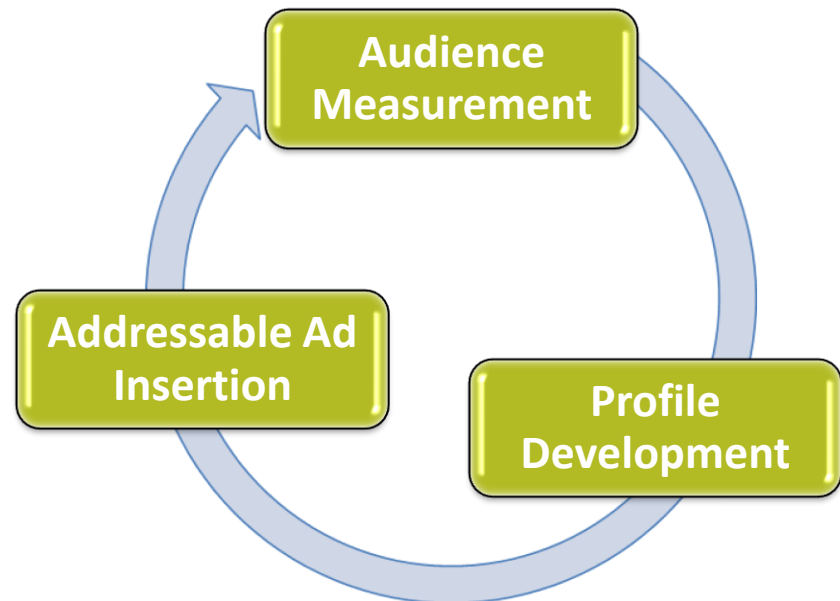 Audience
Measurement
Addressable Ad
Insertion
Profile
Development